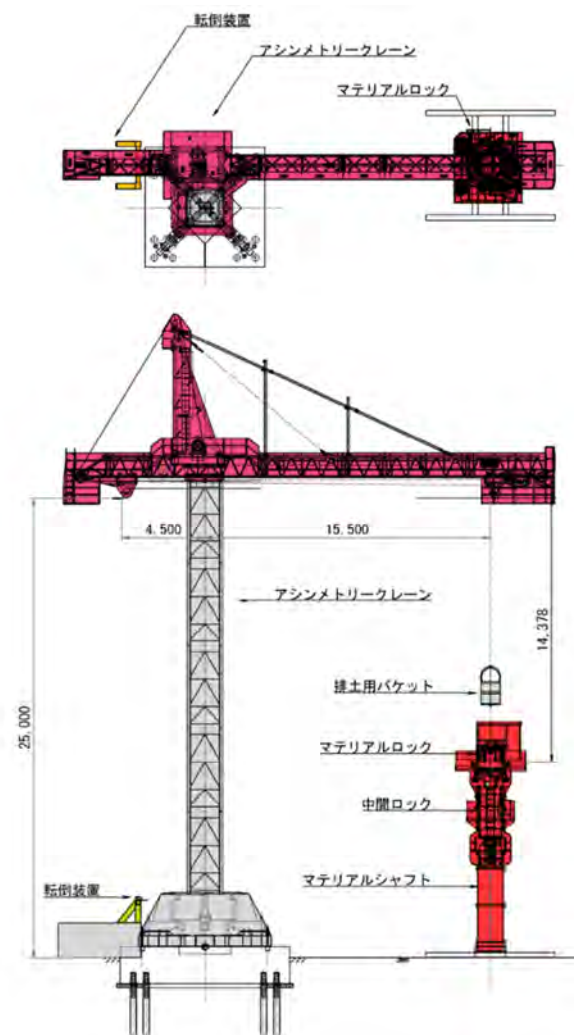 転倒装置
アシンメトリークレーン
マテリアルロック
4.500
15.500
アシンメトリークレーン
14,378
排土用バケット
25,000
マテリアルロック
中間ロック
転倒装置
マテリアルシャフト